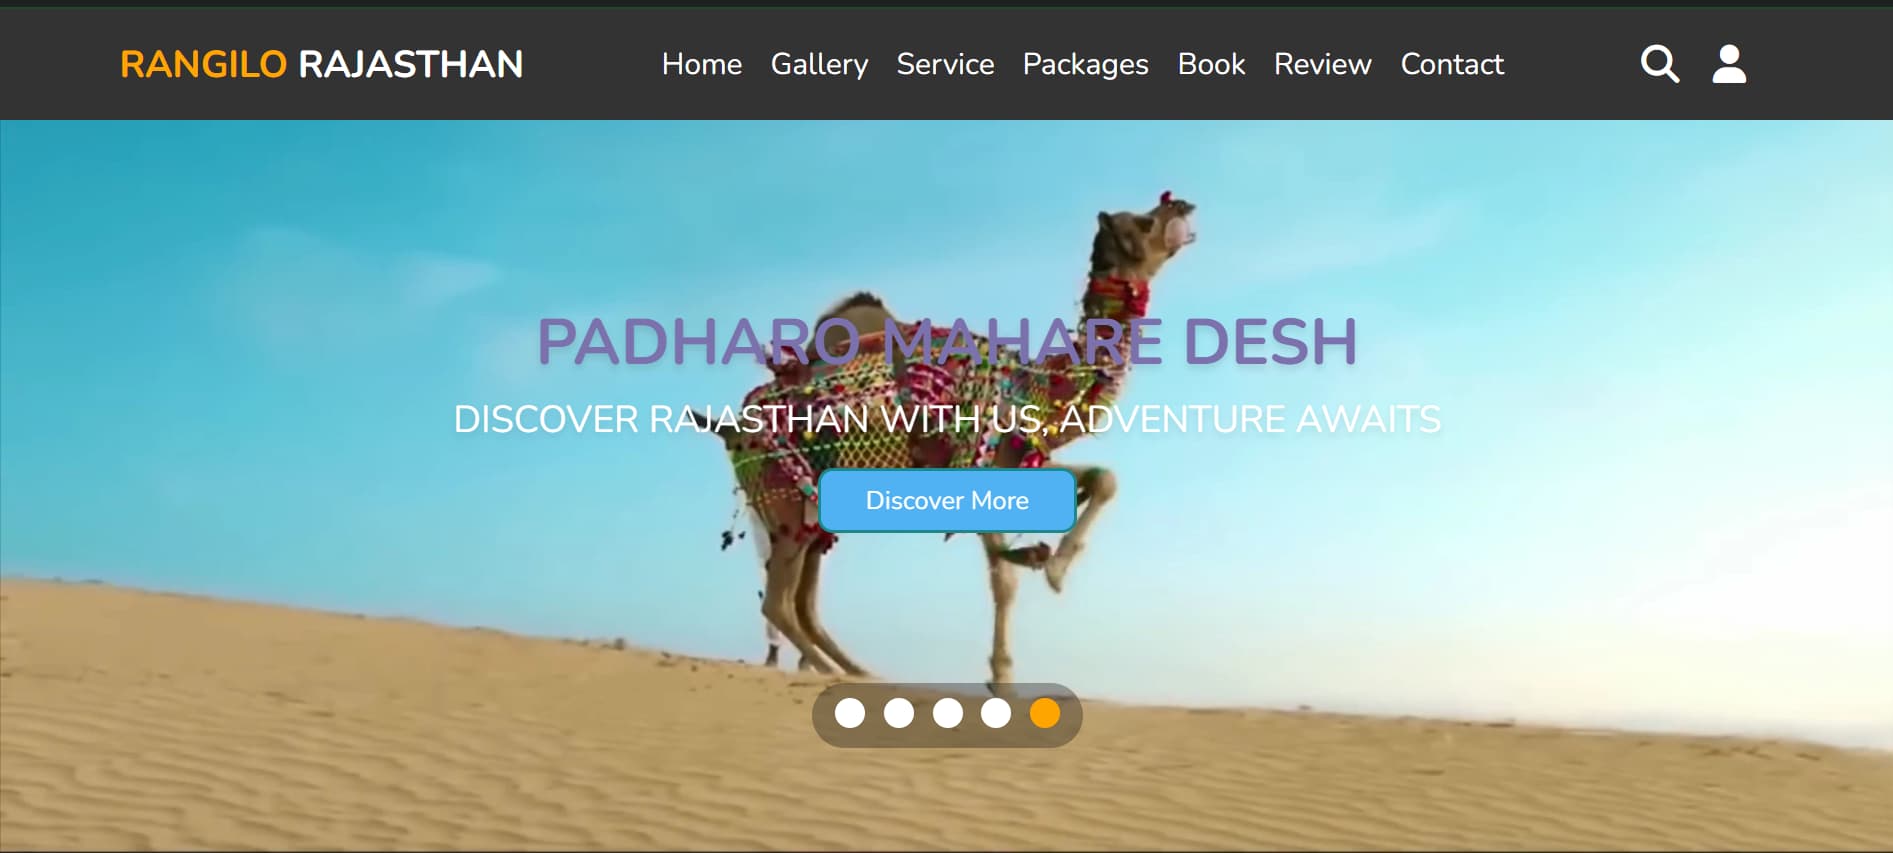 RANGILO RAJASTHAN
Home Gallery Service Packages Book Review Contact
PADHARO MAHARE DESH
DISCOVER RAJASTHAN WITH US, ADVENTURE AWAITS
Discover More